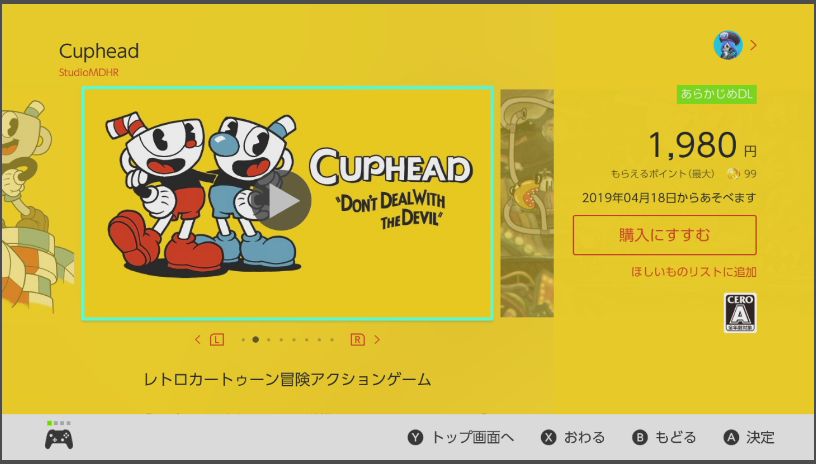 Cuphead
StudioMDHR
あらかじめDL
1,980 円
もらえるポイント(最大) 99
2019年04月18日からあそべます
購入にすすむ
ほしいものリストに追加
CERO
A
全年齢対象
CUPHEAD
"DON'T DEAL WITH
THE DEVIL"
L
R
レトロカートゥーン冒険アクションゲーム
Y トップ画面へ
X おわる
B もどる
A 決定